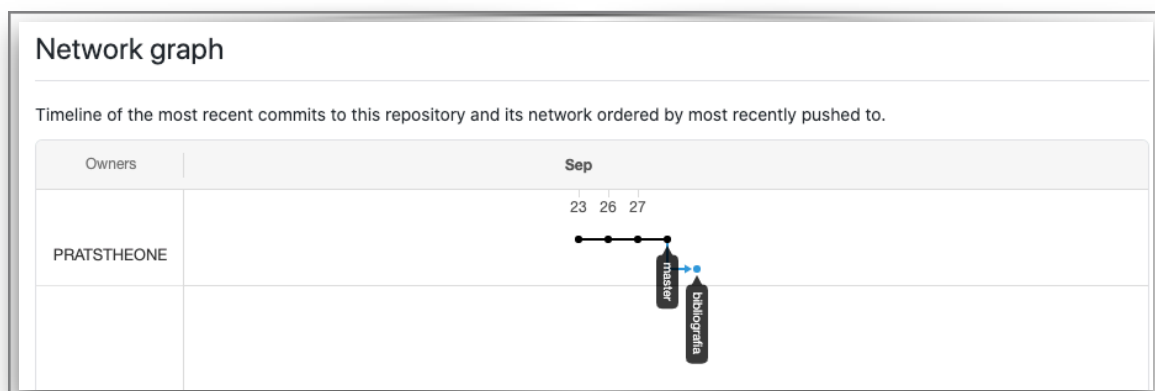 Network graph
Timeline of the most recent commits to this repository and its network ordered by most recently pushed to.
Owners
Sep
23 26 27
PRATSTHEONE
master
bibliografia